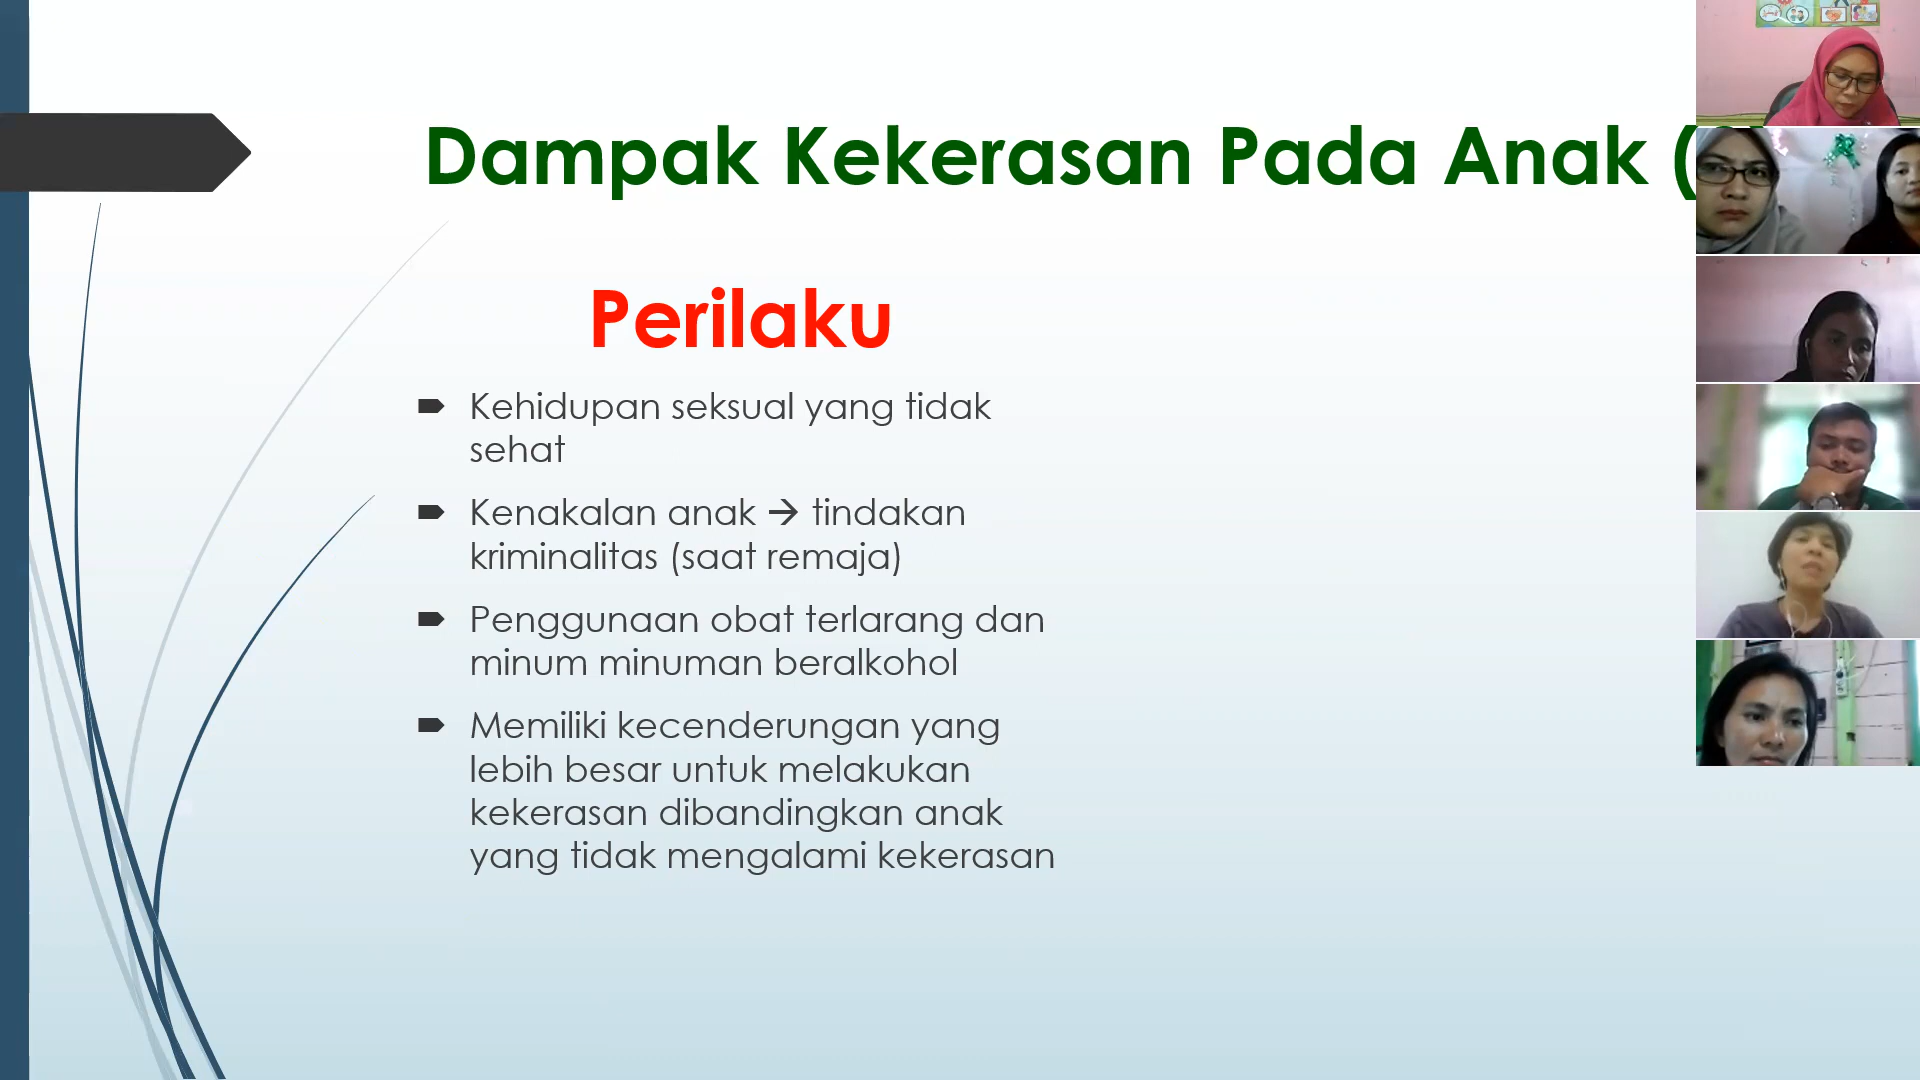 Dampak Kekerasan Pada Anak (
Perilaku
Kehidupan seksual yang tidak
sehat
Kenakalan anak → tindakan
kriminalitas (saat remaja)
Penggunaan obat terlarang dan
minum minuman beralkohol
Memiliki kecenderungan yang
lebih besar untuk melakukan
kekerasan dibandingkan anak
yang tidak mengalami kekerasan